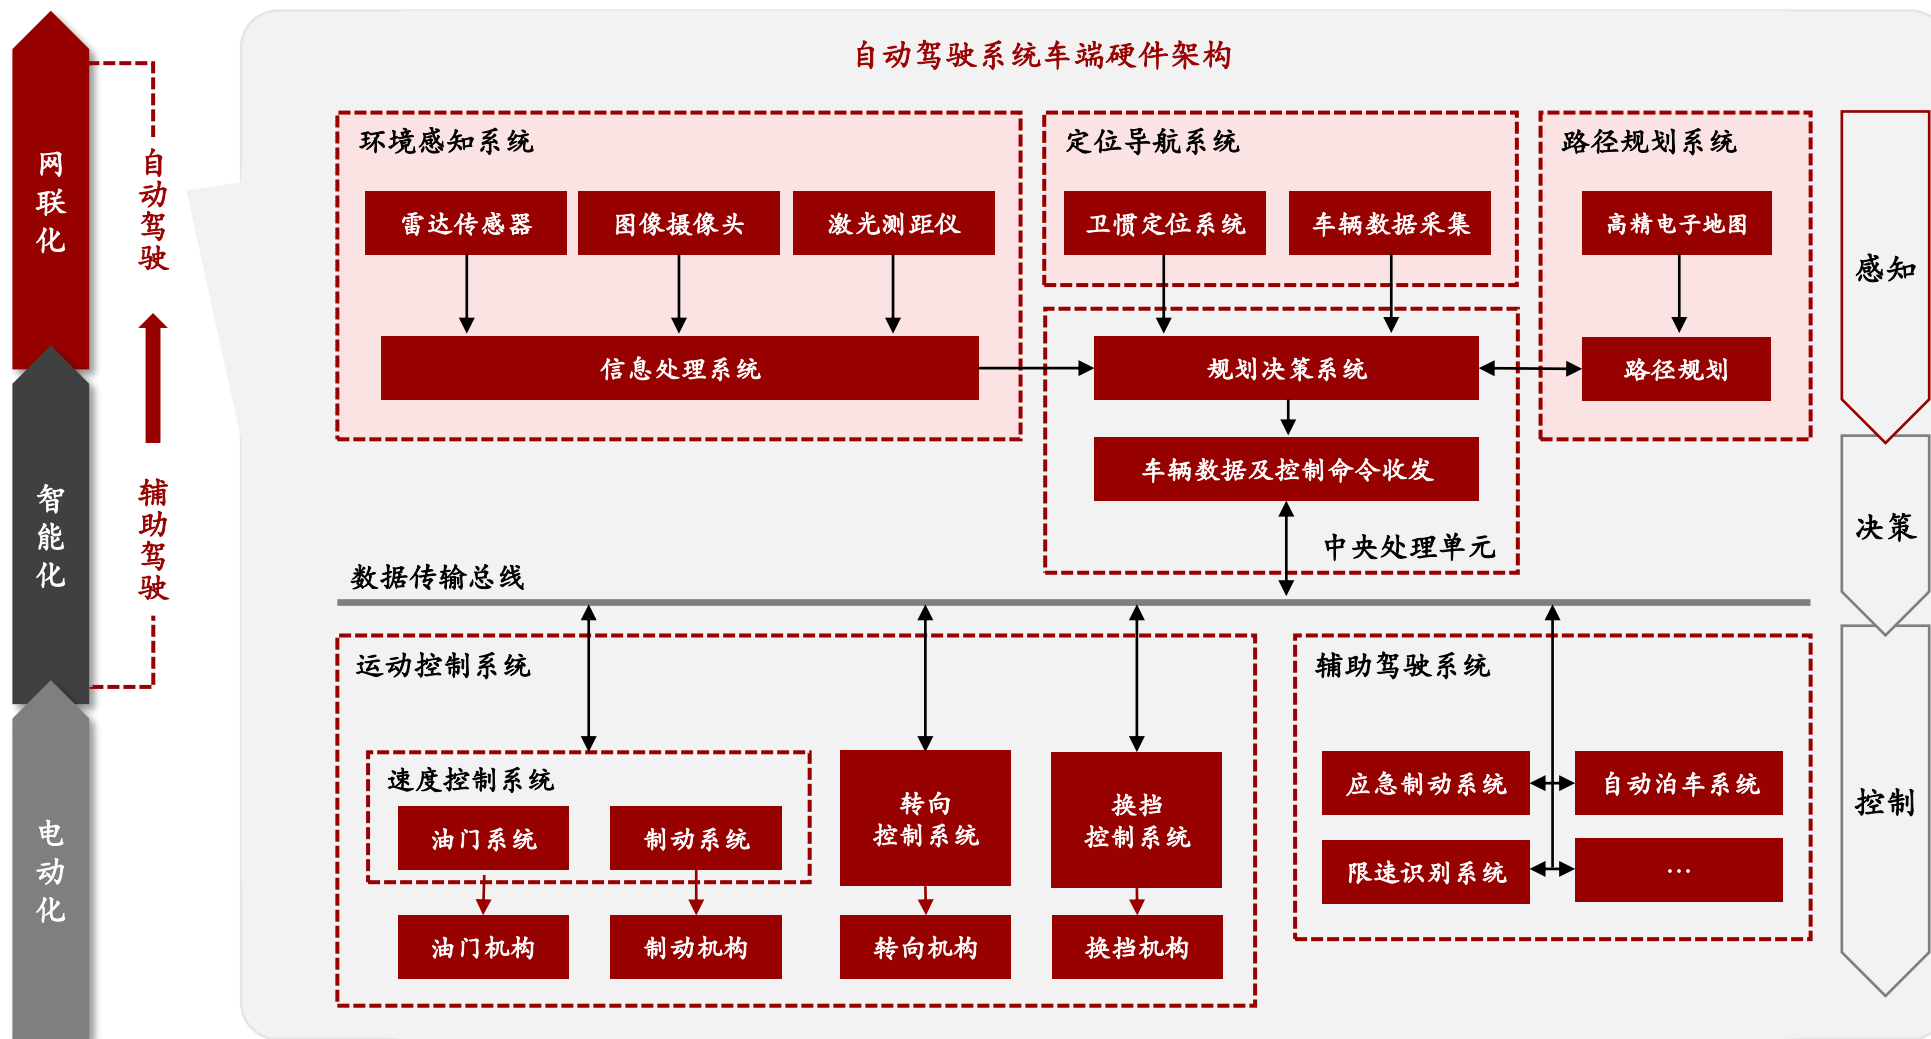 自动驾驶系统车端硬件架构
网联化
智能化
电动化
自动驾驶
辅助驾驶
环境感知系统
雷达传感器
图像摄像头
激光测距仪
信息处理系统
定位导航系统
卫惯定位系统
车辆数据采集
规划决策系统
车辆数据及控制命令收发
中央处理单元
路径规划系统
高精电子地图
路径规划
数据传输总线
运动控制系统
速度控制系统
油门系统
制动系统
转向
控制系统
换挡
控制系统
油门机构
制动机构
转向机构
换挡机构
辅助驾驶系统
应急制动系统
自动泊车系统
限速识别系统
…
感知
决策
控制